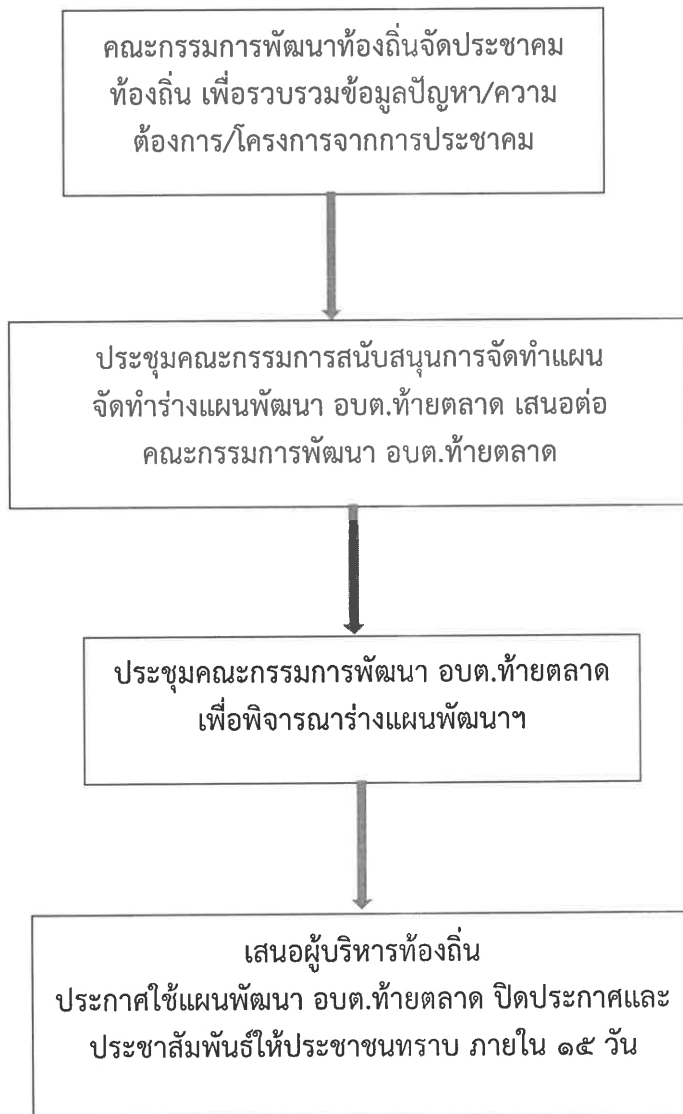 คณะกรรมการพัฒนาท้องถิ่นจัดประชาคม
ท้องถิ่น เพื่อรวบรวมข้อมูลปัญหา/ความ
ต้องการ/โครงการจากการประชาคม
ประชุมคณะกรรมการสนับสนุนการจัดทำแผน
จัดทำร่างแผนพัฒนา อบต.ท้ายตลาด เสนอต่อ
คณะกรรมการพัฒนา อบต.ท้ายตลาด
ประชุมคณะกรรมการพัฒนา อบต.ท้ายตลาด
เพื่อพิจารณาร่างแผนพัฒนาฯ
เสนอผู้บริหารท้องถิ่น
ประกาศใช้แผนพัฒนา อบต.ท้ายตลาด ปิดประกาศและ
ประชาสัมพันธ์ให้ประชาชนทราบ ภายใน ๑๕ วัน